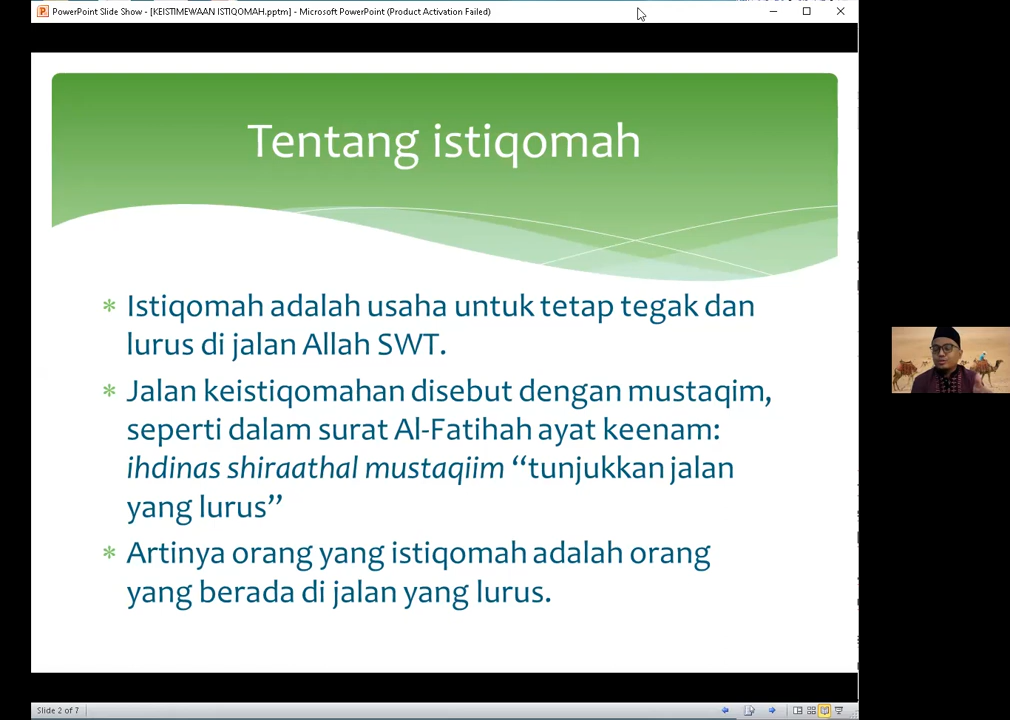 PowerPoint Slide Show - [KEISTIMEWAAN ISTIQOMAH.pptm] - Microsoft PowerPoint (Product Activation Failed)
Tentang istiqomah
* Istiqomah adalah usaha untuk tetap tegak dan
lurus di jalan Allah SWT.
* Jalan keistiqomahan disebut dengan mustaqim,
seperti dalam surat Al-Fatihah ayat keenam:
ihdinas shiraathal mustaqiim “tunjukkan jalan
yang lurus”
* Artinya orang yang istiqomah adalah orang
yang berada di jalan yang lurus.
Slide 2 of 7